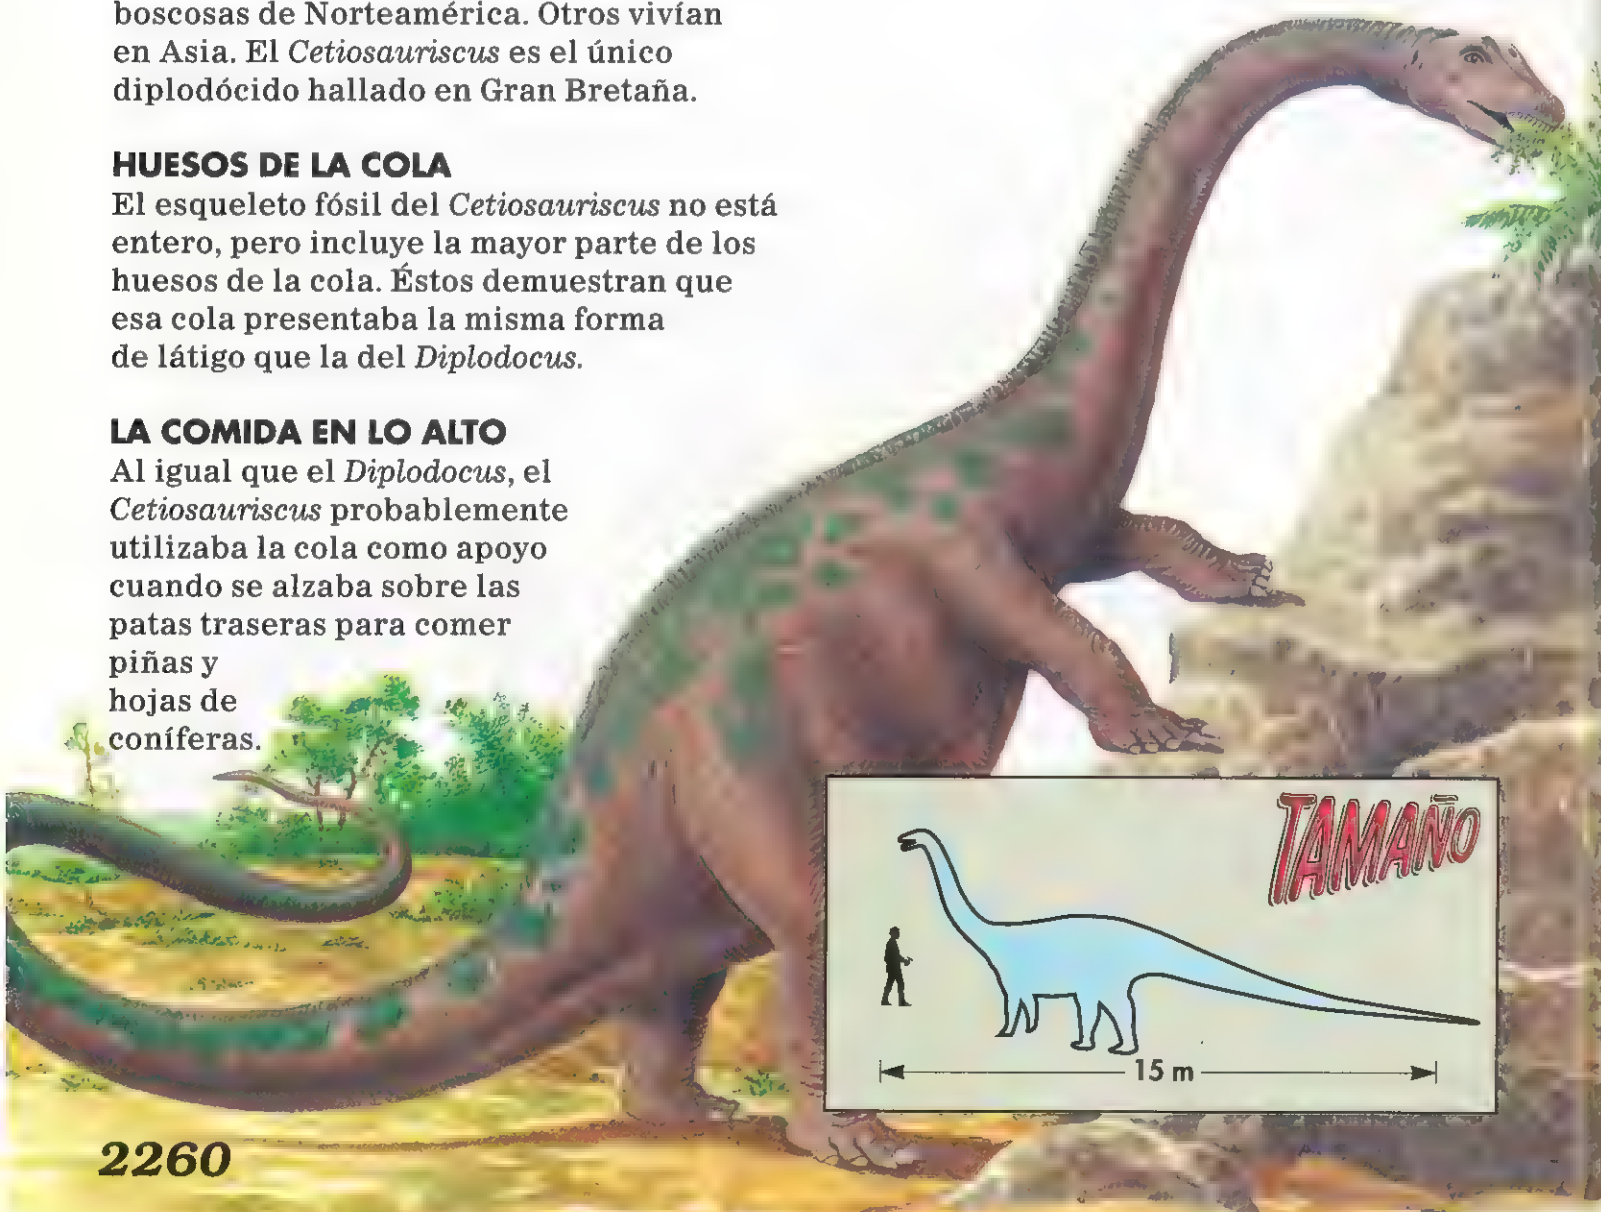 boscosas de Norteamérica. Otros vivían
en Asia. El Cetiosauriscus es el único
diplodócido hallado en Gran Bretaña.
HUESOS DE LA COLA
El esqueleto fósil del Cetiosauriscus no está
entero, pero incluye la mayor parte de los
huesos de la cola. Éstos demuestran que
esa cola presentaba la misma forma
de látigo que la del Diplodocus.
LA COMIDA EN LO ALTO
Al igual que el Diplodocus, el
Cetiosauriscus probablemente
utilizaba la cola como apoyo
cuando se alzaba sobre las
patas traseras para comer
piñas y
hojas de
coníferas.
TAMAÑO
15 m
2260